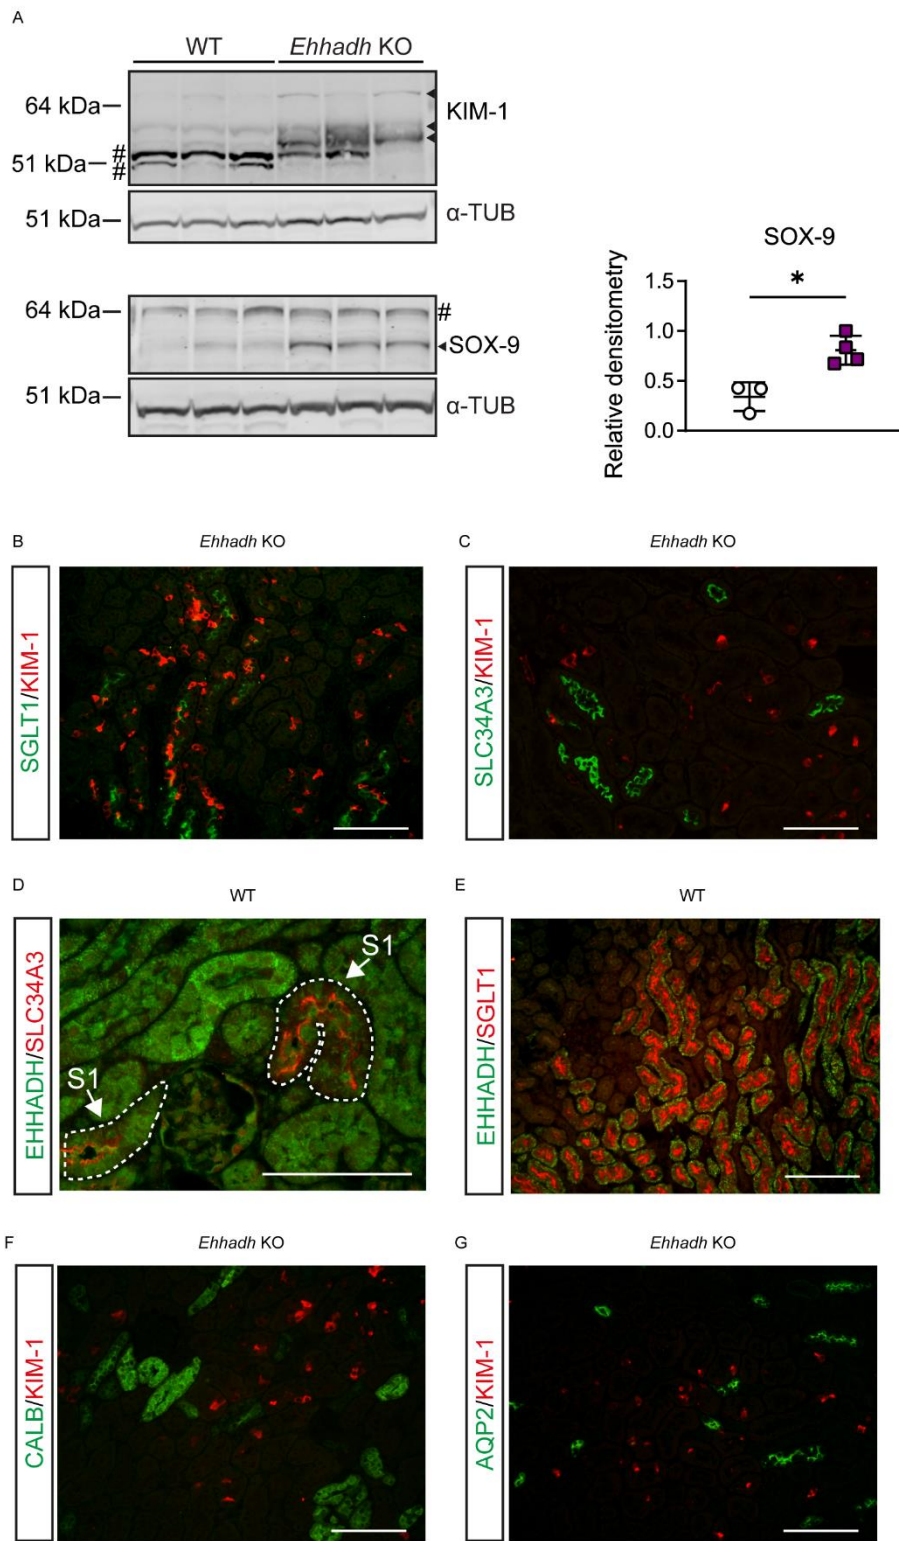 A
WT Ehhadh KO
64 kDa
KIM-1
#
51 kDa
#
51 kDa
α-TUB
64 kDa
#
SOX-9
51 kDa
α-TUB
SOX-9
*
Relative densitometry
1.5
1.0
0.5
0.0
B
Ehhadh KO
SGLT1/KIM-1
C
Ehhadh KO
SLC34A3/KIM-1
D
WT
EHHADH/SLC34A3
S1
S1
E
WT
EHHADH/SGLT1
F
Ehhadh KO
CALB/KIM-1
G
Ehhadh KO
AQP2/KIM-1